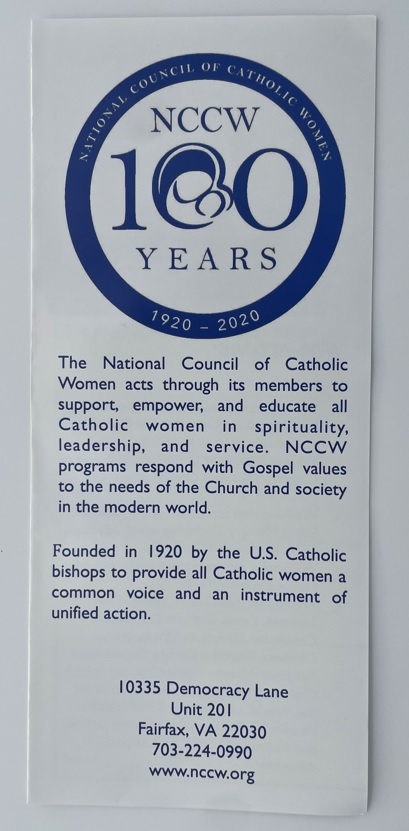 NATIONAL COUNCIL OF CATHOLIC WOMEN
NCCW
100
YEARS
1920 – 2020
The National Council of Catholic
Women acts through its members to
support, empower, and educate all
Catholic women in spirituality,
leadership, and service. NCCW
programs respond with Gospel values
to the needs of the Church and society
in the modern world.
Founded in 1920 by the U.S. Catholic
bishops to provide all Catholic women a
common voice and an instrument of
unified action.
10335 Democracy Lane
Unit 201
Fairfax, VA 22030
703-224-0990
www.nccw.org